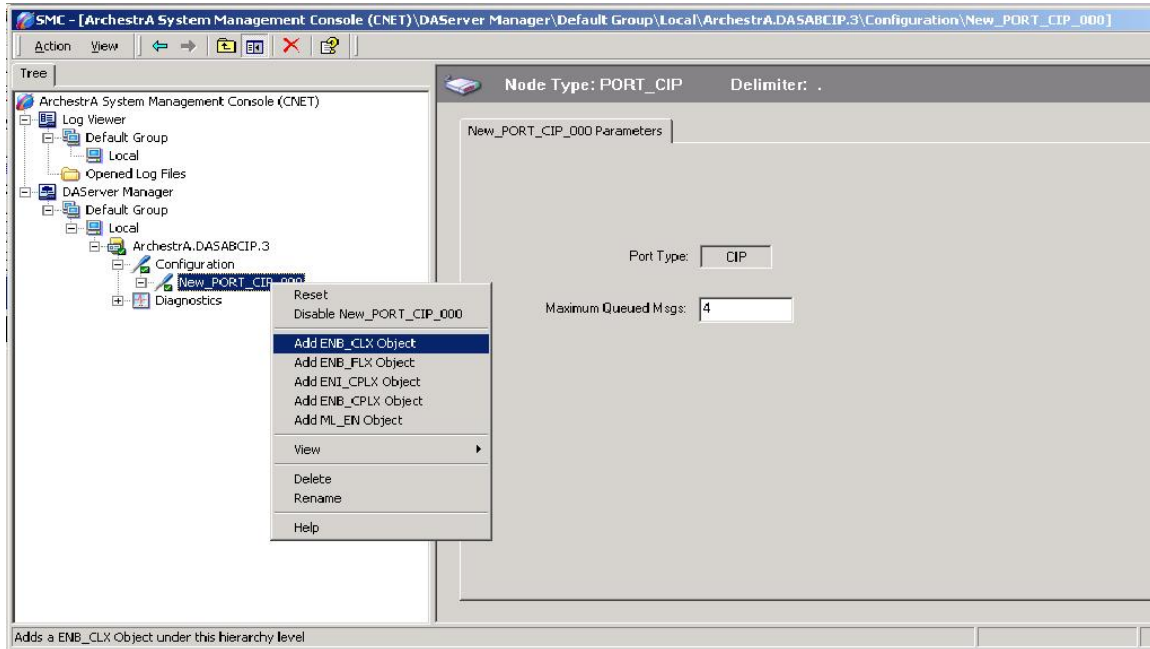 SMC - [ArchestrA System Management Console (CNET)\DAServer Manager\Default Group\Local\ArchestrA.DASABCIP.3\Configuration\New_PORT_CIP_000]
Action View
Tree
ArchestrA System Management Console (CNET)
Log Viewer
Default Group
Local
Opened Log Files
DAServer Manager
Default Group
Local
ArchestrA.DASABCIP.3
Configuration
New_PORT_CIP_000
Diagnostics
Reset
Disable New_PORT_CIP_000
Add ENB_CLX Object
Add ENB_FLX Object
Add ENI_CPLX Object
Add ENB_CPLX Object
Add ML_EN Object
View
Delete
Rename
Help
Node Type: PORT_CIP Delimiter: .
New_PORT_CIP_000 Parameters
Port Type: CIP
Maximum Queued Msgs: 4
Adds a ENB_CLX Object under this hierarchy level